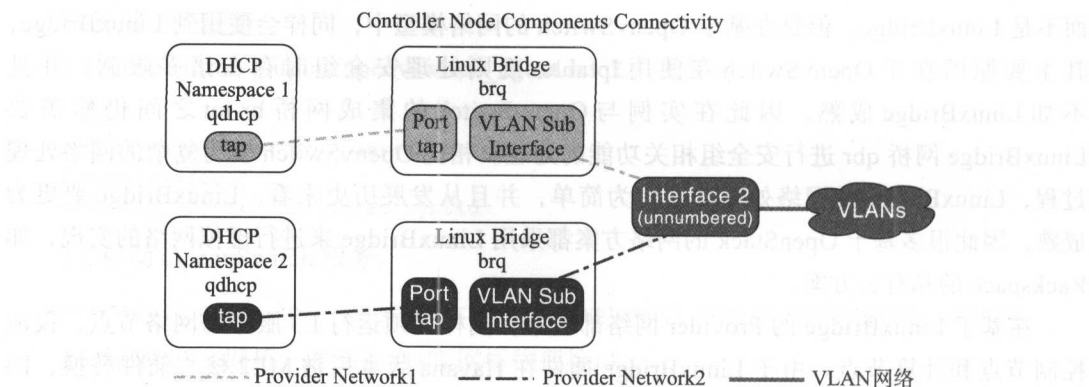 Controller Node Components Connectivity
DHCP
Namespace 1
qdhcp
tap
Linux Bridge
brq
Port
tap
VLAN Sub
Interface
Interface 2
(unnumbered)
VLANs
DHCP
Namespace 2
qdhcp
tap
Linux Bridge
brq
Port
tap
VLAN Sub
Interface
Provider Network1
Provider Network2
VLAN网络